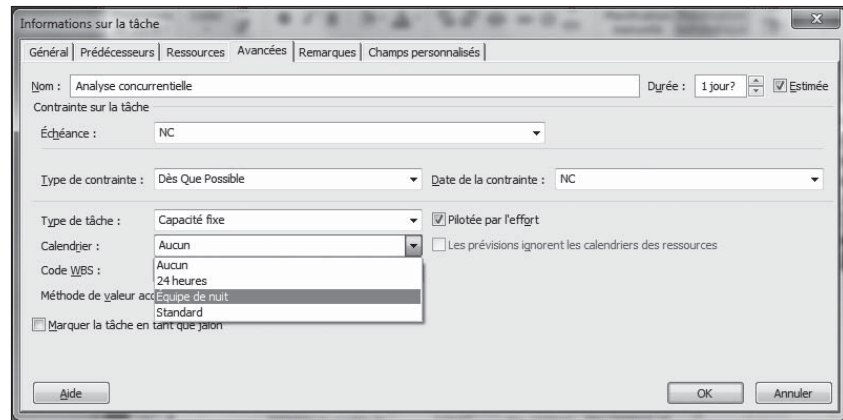 Informations sur la tâche
Général Prédécesseurs Ressources Avancées Remarques Champs personnalisés
Nom : Analyse concurrentielle Durée : 1 jour? Estimée
Contrainte sur la tâche
Échéance : NC
Type de contrainte : Dès Que Possible Date de la contrainte : NC
Type de tâche : Capacité fixe Pilotée par l'effort
Calendrier : Aucun Les prévisions ignorent les calendriers des ressources
Aucun
Code WBS :
24 heures
Méthode de valeur acq Équipe de nuit
Standard
Marquer la tâche en tant que jalon
Aide OK Annuler